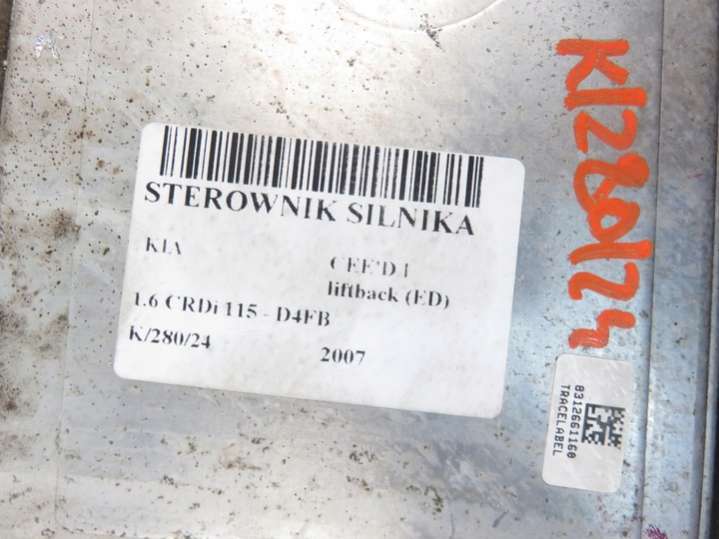 STEROWNIK SILNIKA
KIA
CEE'D I
liftback (ED)
1.6 CRDi 115 - D4FB
K/280/24
2007
K/280/24
8312661160
TRACELABEL